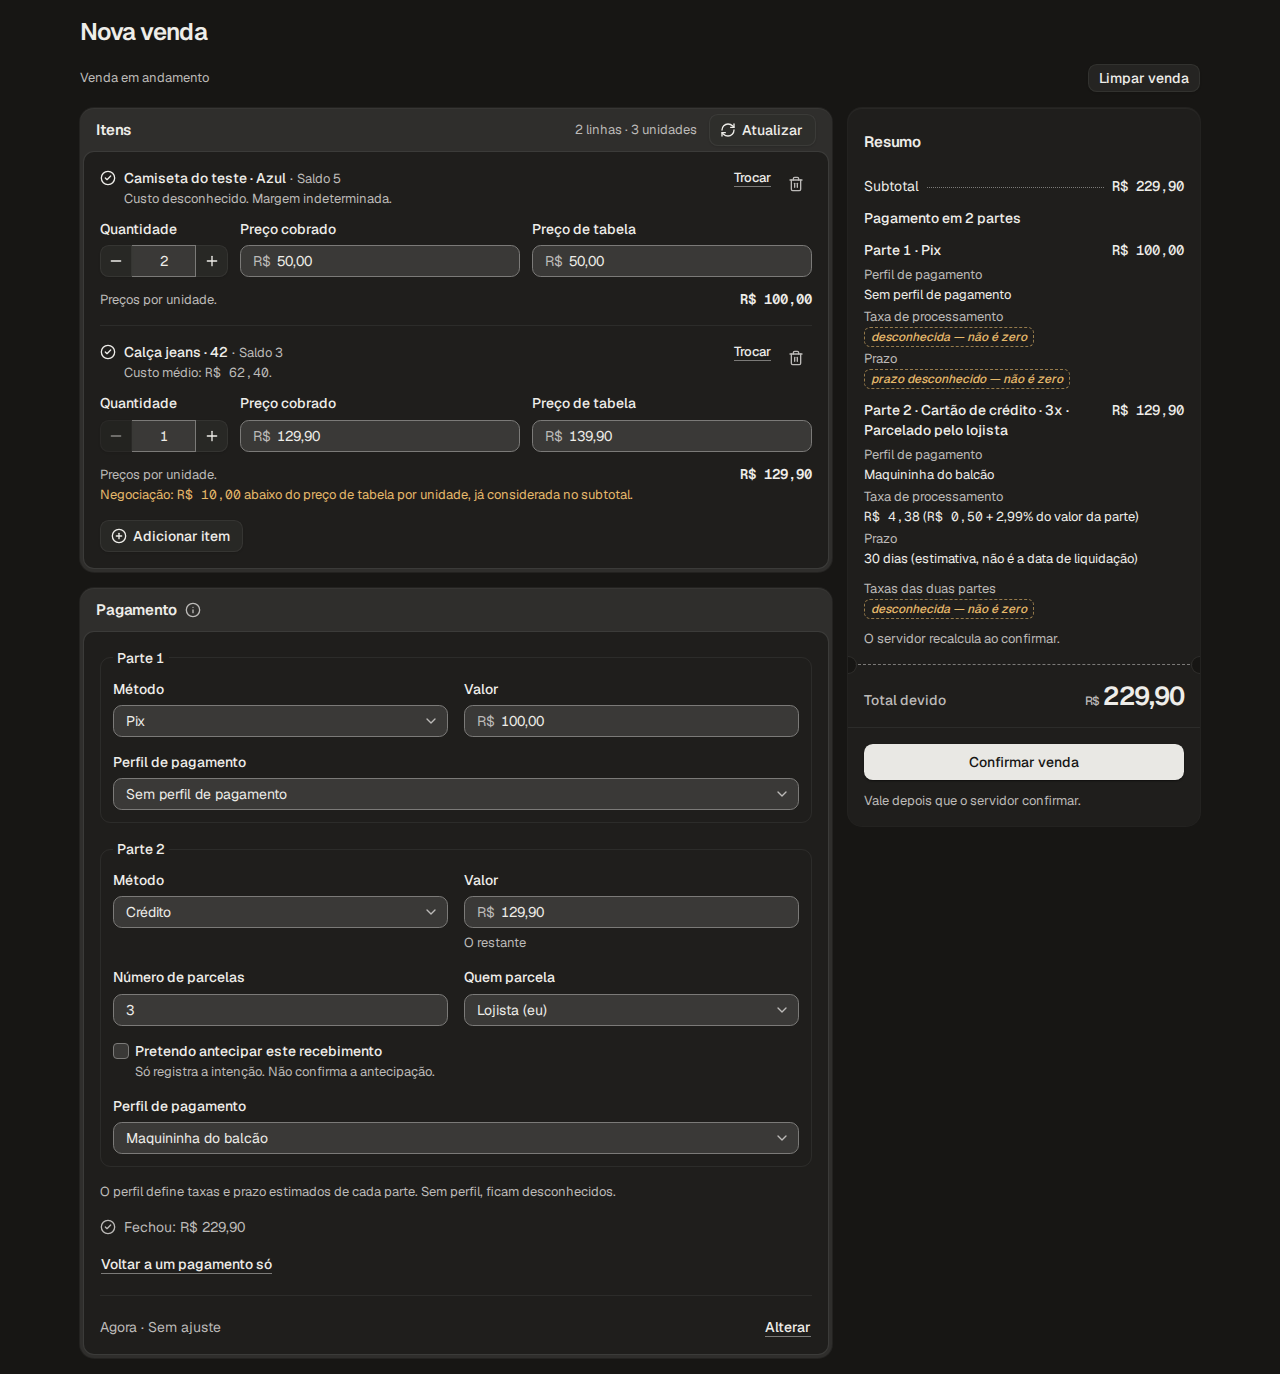 Nova venda
Venda em andamento
Limpar venda
Itens
2 linhas · 3 unidades
Atualizar
Camiseta do teste · Azul · Saldo 5
Trocar
Custo desconhecido. Margem indeterminada.
Quantidade
Preço cobrado
Preço de tabela
2
R$ 50,00
R$ 50,00
Preços por unidade.
R$ 100,00
Calça jeans · 42 · Saldo 3
Trocar
Custo médio: R$ 62,40.
Quantidade
Preço cobrado
Preço de tabela
1
R$ 129,90
R$ 139,90
Preços por unidade.
R$ 129,90
Negociação: R$ 10,00 abaixo do preço de tabela por unidade, já considerada no subtotal.
Adicionar item
Pagamento
Parte 1
Método
Valor
Pix
R$ 100,00
Perfil de pagamento
Sem perfil de pagamento
Parte 2
Método
Valor
Crédito
R$ 129,90
O restante
Número de parcelas
Quem parcela
3
Lojista (eu)
Pretendo antecipar este recebimento
Só registra a intenção. Não confirma a antecipação.
Perfil de pagamento
Maquininha do balcão
O perfil define taxas e prazo estimados de cada parte. Sem perfil, ficam desconhecidos.
Fechou: R$ 229,90
Voltar a um pagamento só
Agora · Sem ajuste
Alterar
Resumo
Subtotal
R$ 229,90
Pagamento em 2 partes
Parte 1 · Pix
R$ 100,00
Perfil de pagamento
Sem perfil de pagamento
Taxa de processamento
desconhecida — não é zero
Prazo
prazo desconhecido — não é zero
Parte 2 · Cartão de crédito · 3x ·
R$ 129,90
Parcelado pelo lojista
Perfil de pagamento
Maquininha do balcão
Taxa de processamento
R$ 4,38 (R$ 0,50 + 2,99% do valor da parte)
Prazo
30 dias (estimativa, não é a data de liquidação)
Taxas das duas partes
desconhecida — não é zero
O servidor recalcula ao confirmar.
Total devido
R$ 229,90
Confirmar venda
Vale depois que o servidor confirmar.